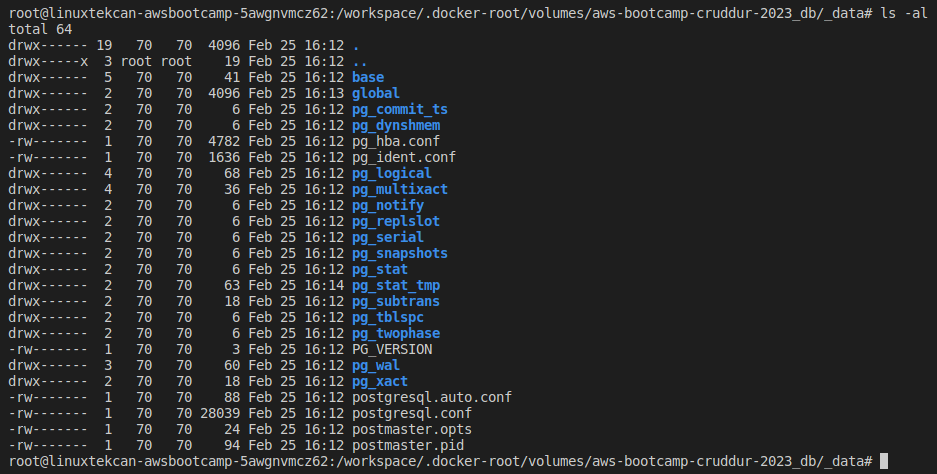 root@linuxtekcan-awsbootcamp-5awgnvmcz62:/workspace/.docker-root/volumes/aws-bootcamp-cruddur-2023_db/_data# ls -al
total 64
drwx------ 19   70   70  4096 Feb 25 16:12 .
drwx-----x  3 root root    19 Feb 25 16:12 ..
drwx------  5   70   70    41 Feb 25 16:12 base
drwx------  2   70   70  4096 Feb 25 16:13 global
drwx------  2   70   70     6 Feb 25 16:12 pg_commit_ts
drwx------  2   70   70     6 Feb 25 16:12 pg_dynshmem
-rw-------  1   70   70  4782 Feb 25 16:12 pg_hba.conf
-rw-------  1   70   70  1636 Feb 25 16:12 pg_ident.conf
drwx------  4   70   70    68 Feb 25 16:12 pg_logical
drwx------  4   70   70    36 Feb 25 16:12 pg_multixact
drwx------  2   70   70     6 Feb 25 16:12 pg_notify
drwx------  2   70   70     6 Feb 25 16:12 pg_replslot
drwx------  2   70   70     6 Feb 25 16:12 pg_serial
drwx------  2   70   70     6 Feb 25 16:12 pg_snapshots
drwx------  2   70   70     6 Feb 25 16:12 pg_stat
drwx------  2   70   70    63 Feb 25 16:14 pg_stat_tmp
drwx------  2   70   70    18 Feb 25 16:12 pg_subtrans
drwx------  2   70   70     6 Feb 25 16:12 pg_tblspc
drwx------  2   70   70     6 Feb 25 16:12 pg_twophase
-rw-------  1   70   70     3 Feb 25 16:12 PG_VERSION
drwx------  3   70   70    60 Feb 25 16:12 pg_wal
drwx------  2   70   70    18 Feb 25 16:12 pg_xact
-rw-------  1   70   70    88 Feb 25 16:12 postgresql.auto.conf
-rw-------  1   70   70 28039 Feb 25 16:12 postgresql.conf
-rw-------  1   70   70    24 Feb 25 16:12 postmaster.opts
-rw-------  1   70   70    94 Feb 25 16:12 postmaster.pid
root@linuxtekcan-awsbootcamp-5awgnvmcz62:/workspace/.docker-root/volumes/aws-bootcamp-cruddur-2023_db/_data#